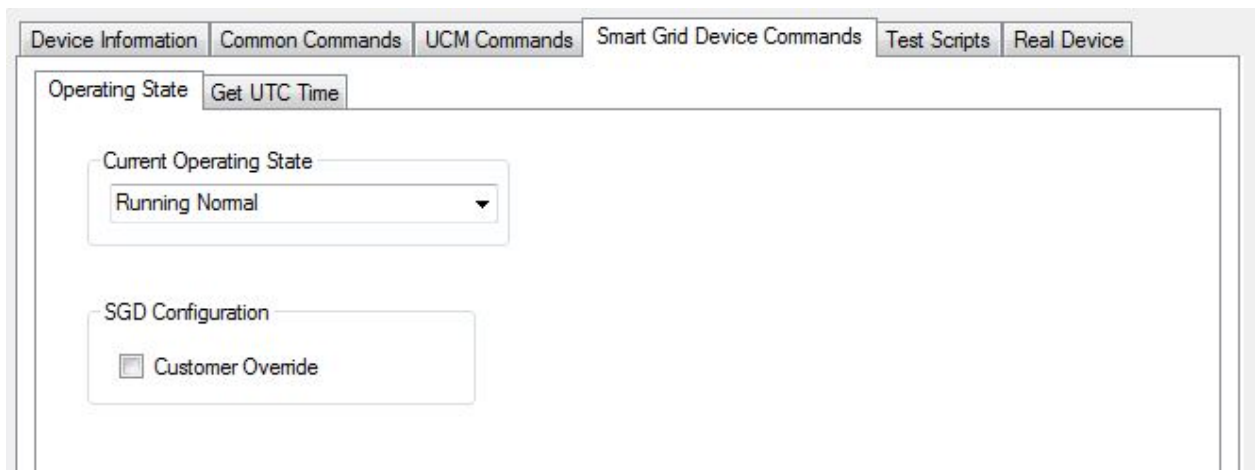 Device Information Common Commands UCM Commands Smart Grid Device Commands Test Scripts Real Device
Operating State Get UTC Time
Current Operating State
Running Normal
SGD Configuration
Customer Override